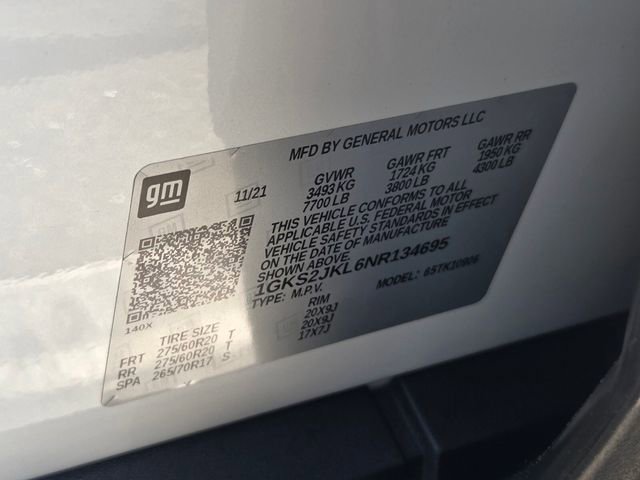 MFD BY GENERAL MOTORS LLC
gm
11/21
GVWR GAWR FRT GAWR RR
3493 KG 1724 KG 1950 KG
7700 LB 3800 LB 4300 LB
THIS VEHICLE CONFORMS TO ALL
APPLICABLE U.S. FEDERAL MOTOR
VEHICLE SAFETY STANDARDS IN EFFECT
ON THE DATE OF MANUFACTURE
SHOWN ABOVE.
1GKS2JKL6NR134695
TYPE: M.P.V. MODEL:
140X
TIRE SIZE RIM
FRT 275/60R20 T 20X9J
RR 275/60R20 T 20X9J
SPA 265/70R17 S 17X7J